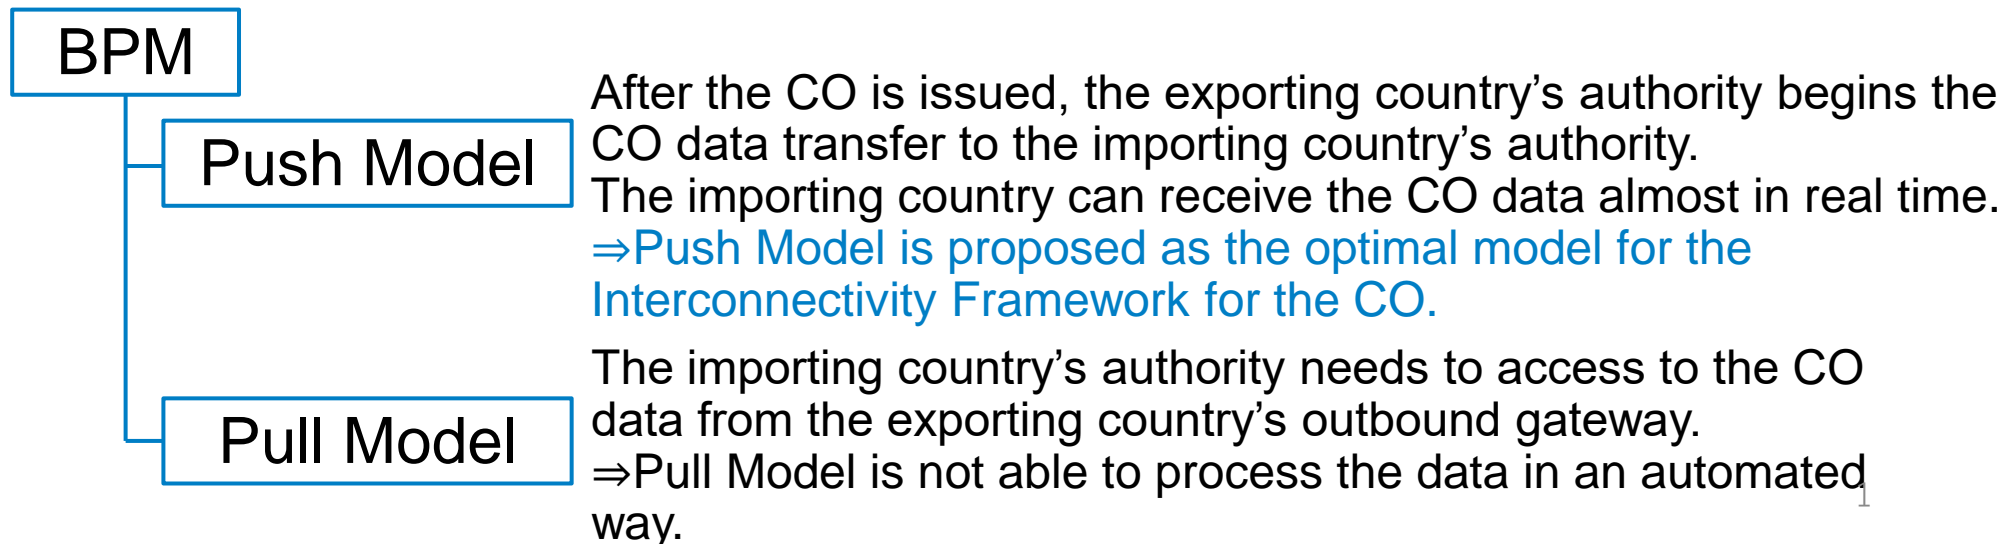 BPM
Push Model
After the CO is issued, the exporting country’s authority begins the
CO data transfer to the importing country’s authority.
The importing country can receive the CO data almost in real time.
⇒Push Model is proposed as the optimal model for the
Interconnectivity Framework for the CO.
Pull Model
The importing country’s authority needs to access to the CO
data from the exporting country’s outbound gateway.
⇒Pull Model is not able to process the data in an automated
way.
1